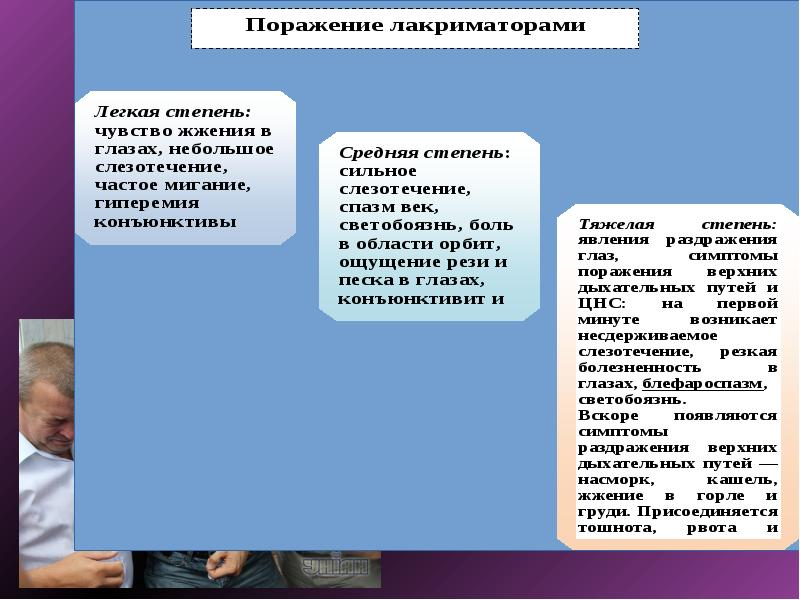 Поражение лакриматорами
Легкая степень:
чувство жжения в
глазах, небольшое
слезотечение,
частое мигание,
гиперемия
конъюнктивы
Средняя степень:
сильное
слезотечение,
спазм век,
светобоязнь, боль
в области орбит,
ощущение рези и
песка в глазах,
конъюнктивит и
Тяжелая степень:
явления раздражения
глаз, симптомы
поражения верхних
дыхательных путей и
ЦНС: на первой
минуте возникает
несдерживаемое
слезотечение, резкая
болезненность в
глазах, блефароспазм,
светобоязнь.
Вскоре появляются
симптомы
раздражения верхних
дыхательных путей —
насморк, кашель,
жжение в горле и
груди. Присоединяется
тошнота, рвота и